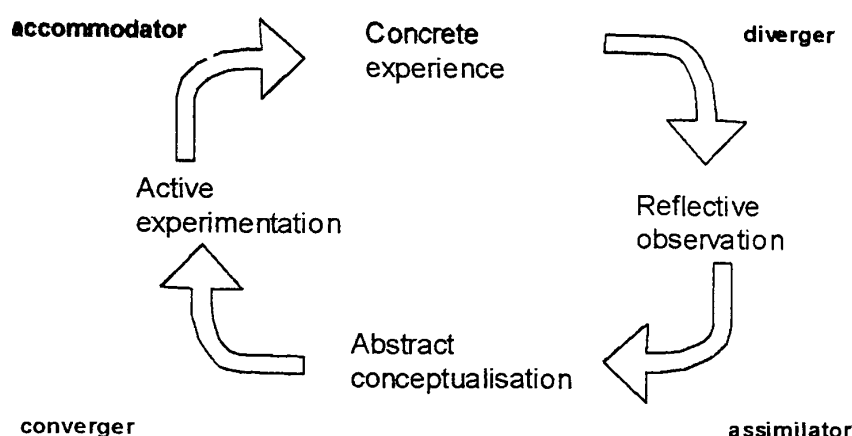 accommodator
Concrete
experience
diverger
Active
experimentation
Reflective
observation
Abstract
conceptualisation
converger
assimilator